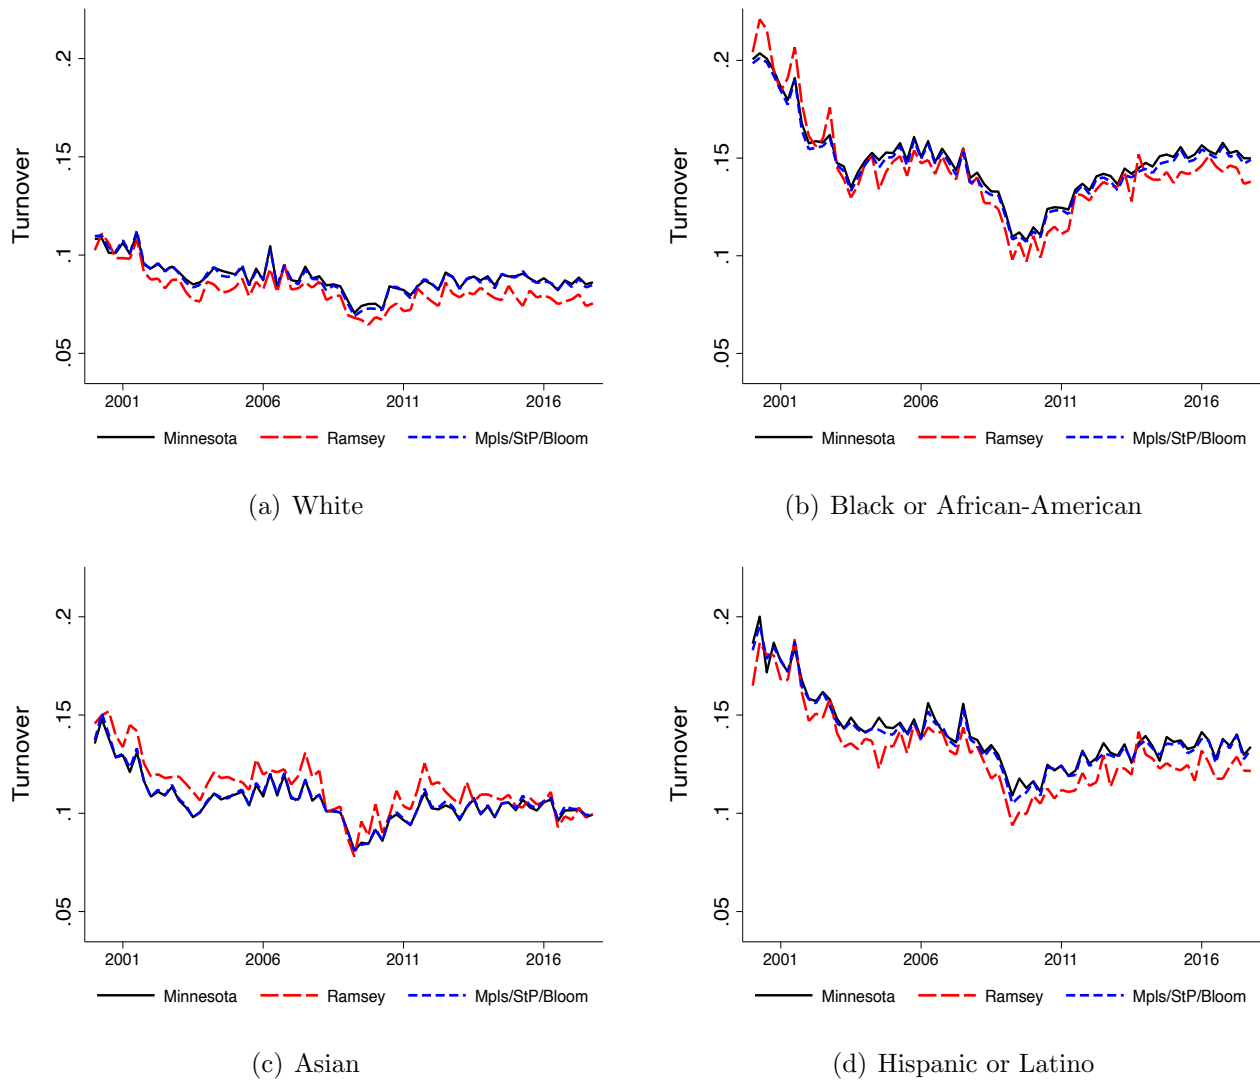 Turnover
.2
.15
.1
.05
2001 2006 2011 2016
Minnesota Ramsey Mpls/StP/Bloom
(a) White
Turnover
.2
.15
.1
.05
2001 2006 2011 2016
Minnesota Ramsey Mpls/StP/Bloom
(b) Black or African-American
Turnover
.2
.15
.1
.05
2001 2006 2011 2016
Minnesota Ramsey Mpls/StP/Bloom
(c) Asian
Turnover
.2
.15
.1
.05
2001 2006 2011 2016
Minnesota Ramsey Mpls/StP/Bloom
(d) Hispanic or Latino